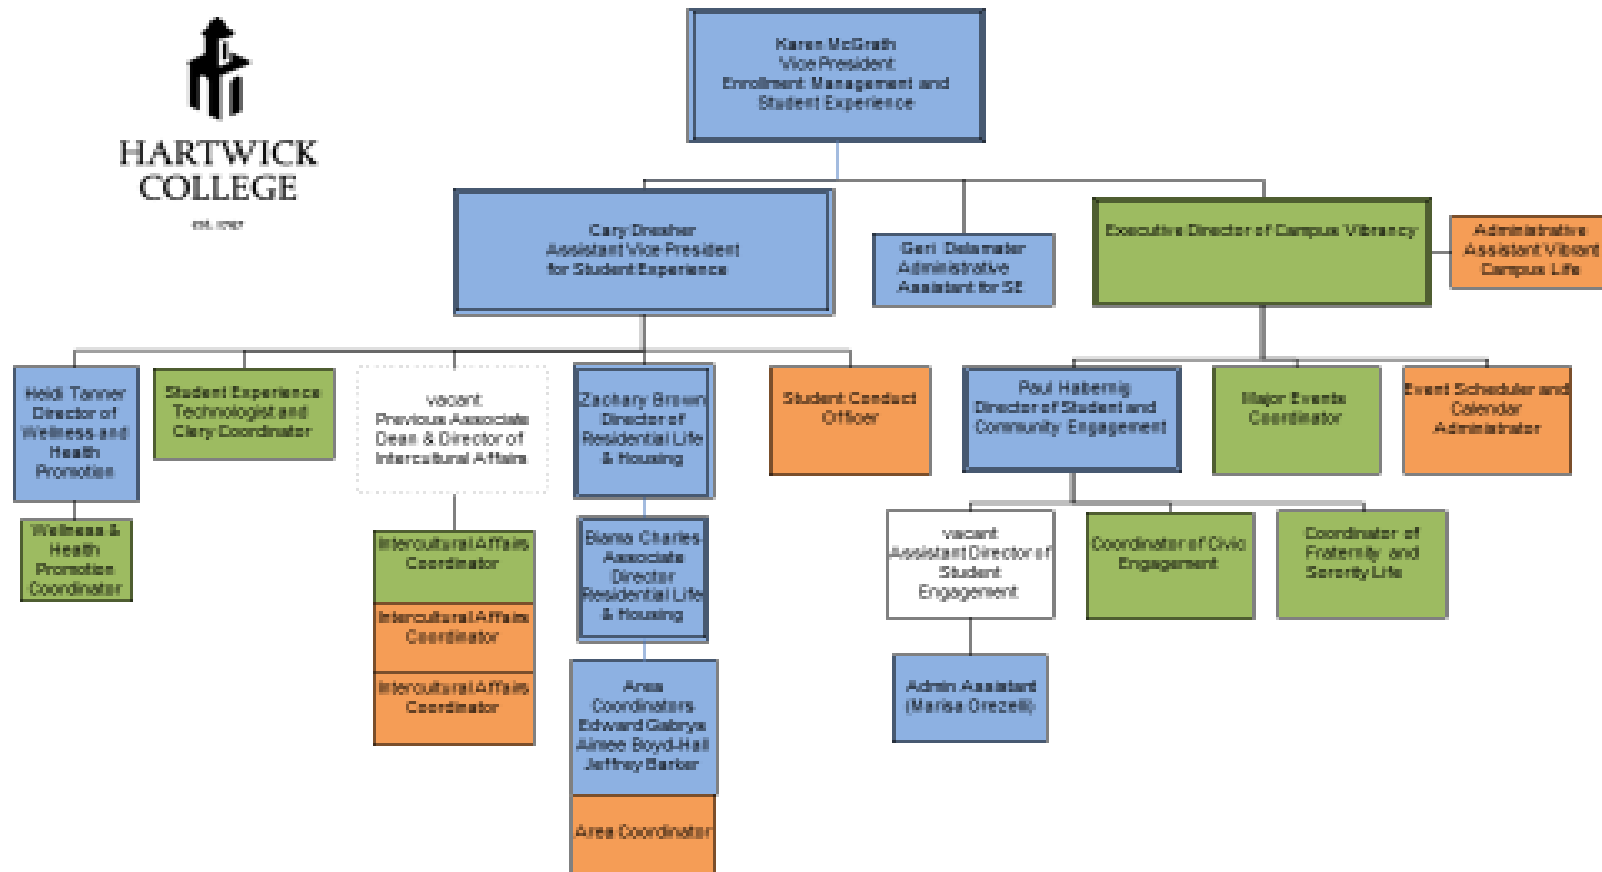 HARTWICK
COLLEGE
est. 1797
Karen McGrath
Vice President
Enrollment Management and
Student Experience
Cary Dresher
Assistant Vice President
for Student Experience
Geri Delamater
Administrative
Assistant for SE
Executive Director of Campus Vibrancy
Administrative
Assistant Vibrant
Campus Life
Heidi Tanner
Director of
Wellness and
Health
Promotion
Student Experience
Technologist and
Clery Coordinator
vacant
Previous Associate
Dean & Director of
Intercultural Affairs
Zachary Brown
Director of
Residential Life
& Housing
Student Conduct
Officer
Paul Habernig
Director of Student and
Community Engagement
Major Events
Coordinator
Event Scheduler and
Calendar
Administrator
Wellness &
Health
Promotion
Coordinator
Intercultural Affairs
Coordinator
Intercultural Affairs
Coordinator
Intercultural Affairs
Coordinator
Biama Charles
Associate
Director
Residential Life
& Housing
Area
Coordinators
Edward Gabrys
Aimee Boyd-Hall
Jeffrey Barker
Area Coordinator
vacant
Assistant Director of
Student
Engagement
Coordinator of Civic
Engagement
Coordinator of
Fraternity and
Sorority Life
Admin Assistant
(Marisa Orezelli)